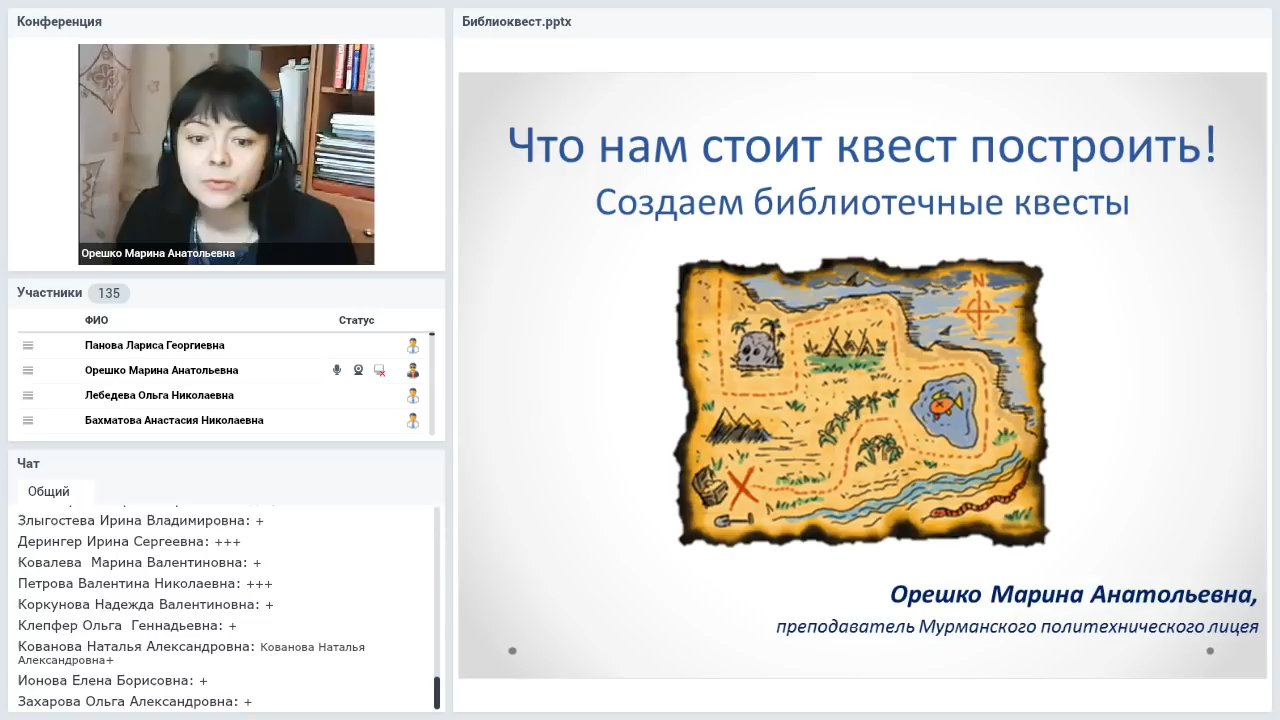 Конференция
Орешко Марина Анатольевна
Участники 135
ФИО Статус
Панова Лариса Георгиевна
Орешко Марина Анатольевна
Лебедева Ольга Николаевна
Бахматова Анастасия Николаевна
Чат
Общий
Злыгостева Ирина Владимировна: +
Дерингер Ирина Сергеевна: +++
Ковалева Марина Валентиновна: +
Петрова Валентина Николаевна: +++
Коркунова Надежда Валентиновна: +
Клепфер Ольга Геннадьевна: +
Кованова Наталья Александровна: Кованова Наталья
Александровна+
Ионова Елена Борисовна: +
Захарова Ольга Александровна: +
Библиоквест.pptx
Что нам стоит квест построить!
Создаем библиотечные квесты
N
Орешко Марина Анатольевна,
преподаватель Мурманского политехнического лицея